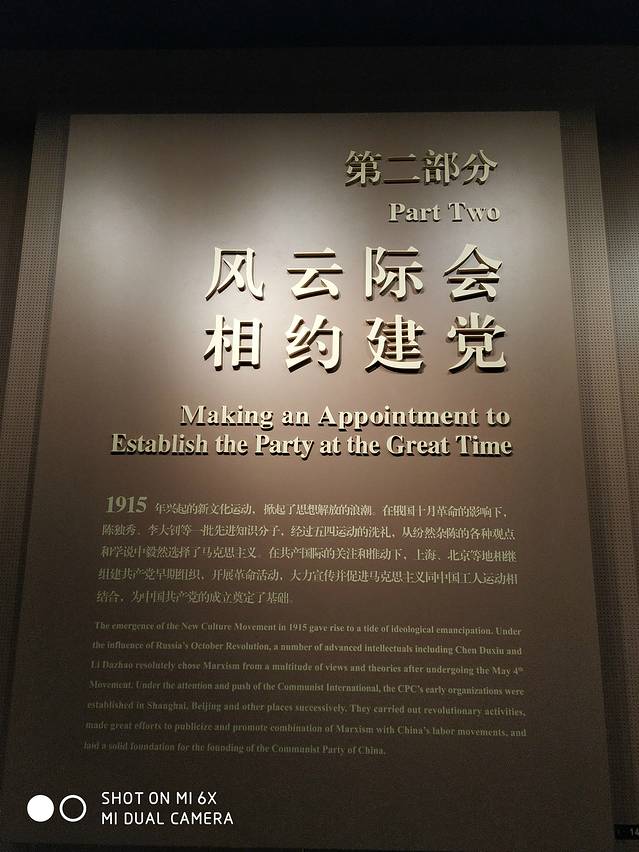 第二部分
Part Two
风云际会
相约建党
Making an Appointment to
Establish the Party at the Great Time
1915 年兴起的新文化运动，掀起了思想解放的浪潮。在俄国十月革命的影响下，
陈独秀、李大钊等一批先进知识分子，经过五四运动的洗礼，从纷然杂陈的各种观点
和学说中毅然选择了马克思主义。在共产国际的关注和推动下，上海、北京等地相继
组建共产党早期组织，开展革命活动，大力宣传并促进马克思主义同中国工人运动相
结合，为中国共产党的成立奠定了基础。
The emergence of the New Culture Movement in 1915 gave rise to a tide of ideological emancipation. Under
the influence of Russia's October Revolution, a number of advanced intellectuals including Chen Duxiu and
Li Dazhao resolutely chose Marxism from a multitude of views and theories after undergoing the May 4th
Movement. Under the attention and push of the Communist International, the CPC's early organizations were
established in Shanghai, Beijing and other places successively. They carried out revolutionary activities,
made great efforts to publicize and promote combination of Marxism with China's labor movements, and
laid a solid foundation for the founding of the Communist Party of China.
SHOT ON MI 6X
MI DUAL CAMERA
14